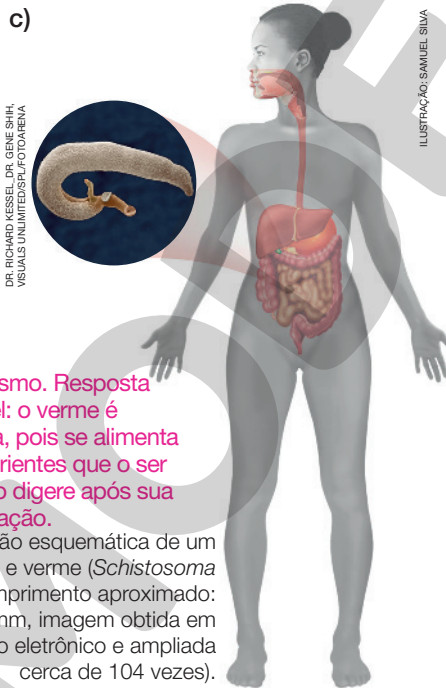 c)
DR. RICHARD KESSEL, DR. GENE SHIH,
VISUALS UNLIMITED/SPL/FOTOARENA
ILUSTRAÇÃO: SAMUEL SILVA
smo. Resposta
el: o verme é
a, pois se alimenta
rientes que o ser
o digere após sua
ação.
ão esquemática de um
e verme (Schistosoma
mprimento aproximado:
mm, imagem obtida em
o eletrônico e ampliada
cerca de 104 vezes).